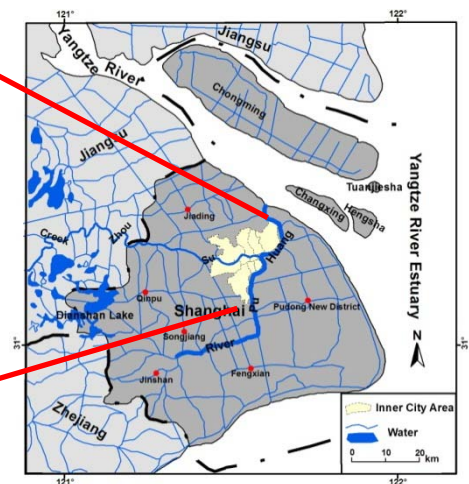 121°
122°
Jiangsu
Yangtze River
Chongming
Jiangsu
Yangtze River Estuary
Tuanjiesha
Changxing
Hengsha
Jiading
Creek
Zhou
Su
Huang
Qinpu
Shanghai
Pu
Pudong New District
Dianshan Lake
Songjiang
River
N
31°
31°
Jinshan
Fengxian
Zhejiang
Inner City Area
Water
0 10 20
km
121°
122°